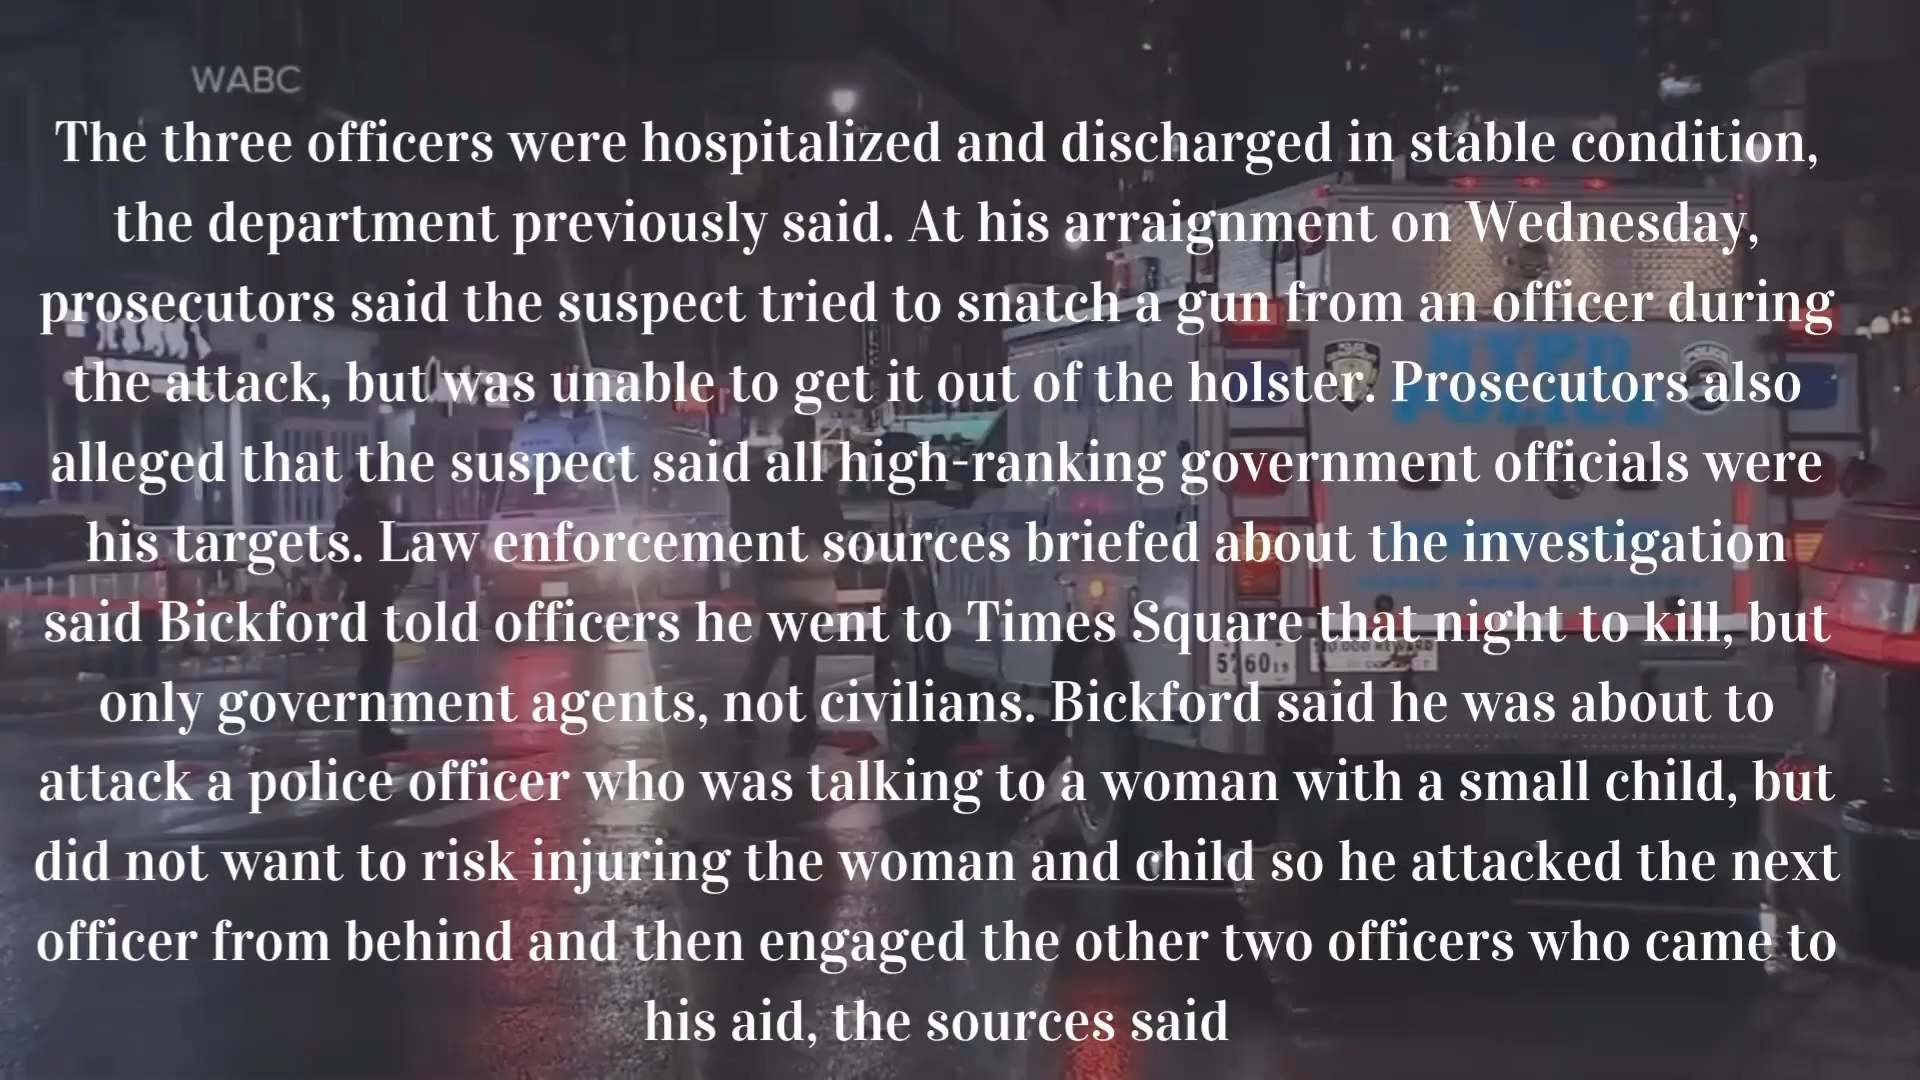 WABC
The three officers were hospitalized and discharged in stable condition,
the department previously said. At his arraignment on Wednesday,
prosecutors said the suspect tried to snatch a gun from an officer during
the attack, but was unable to get it out of the holster. Prosecutors also
alleged that the suspect said all high-ranking government officials were
his targets. Law enforcement sources briefed about the investigation
said Bickford told officers he went to Times Square that night to kill, but
only government agents, not civilians. Bickford said he was about to
attack a police officer who was talking to a woman with a small child, but
did not want to risk injuring the woman and child so he attacked the next
officer from behind and then engaged the other two officers who came to
his aid, the sources said
NYPD
POLICE
5760